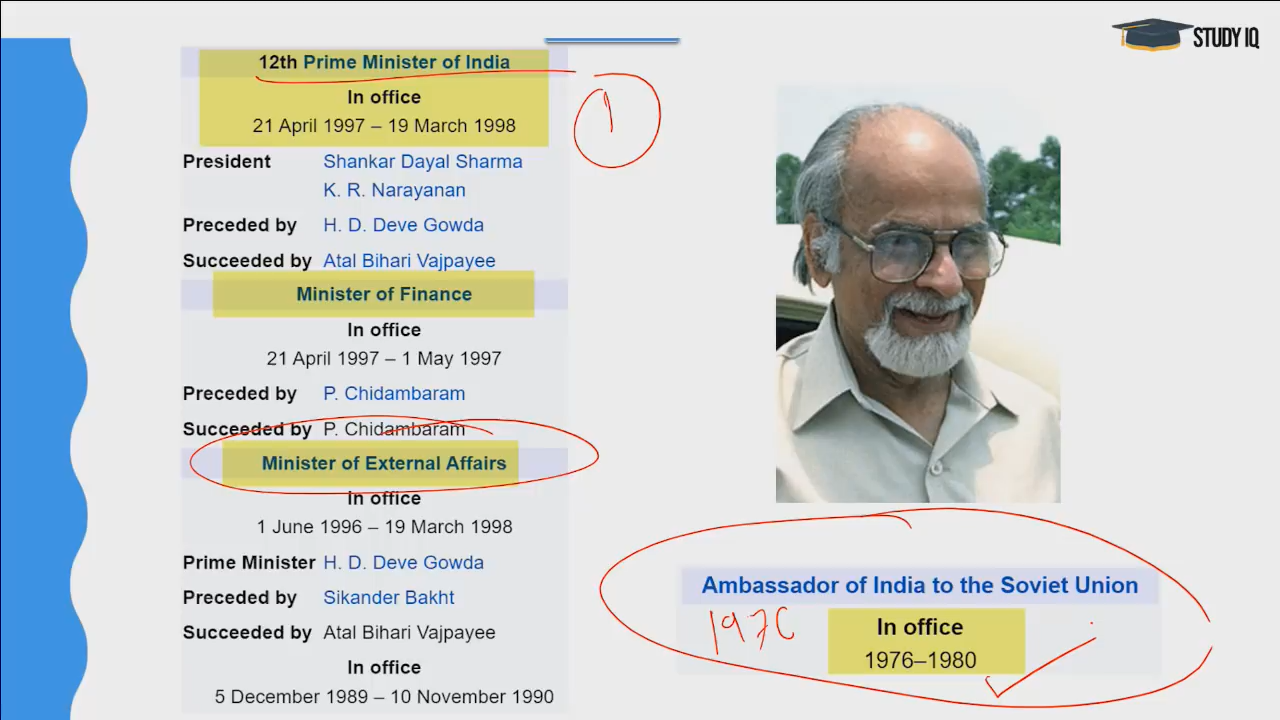 STUDY IQ
12th Prime Minister of India
In office
21 April 1997 – 19 March 1998
President Shankar Dayal Sharma
K. R. Narayanan
Preceded by H. D. Deve Gowda
Succeeded by Atal Bihari Vajpayee
Minister of Finance
In office
21 April 1997 – 1 May 1997
Preceded by P. Chidambaram
Succeeded by P. Chidambaram
Minister of External Affairs
In office
1 June 1996 – 19 March 1998
Prime Minister H. D. Deve Gowda
Preceded by Sikander Bakht
Succeeded by Atal Bihari Vajpayee
In office
5 December 1989 – 10 November 1990
1
Ambassador of India to the Soviet Union
In office
1976–1980